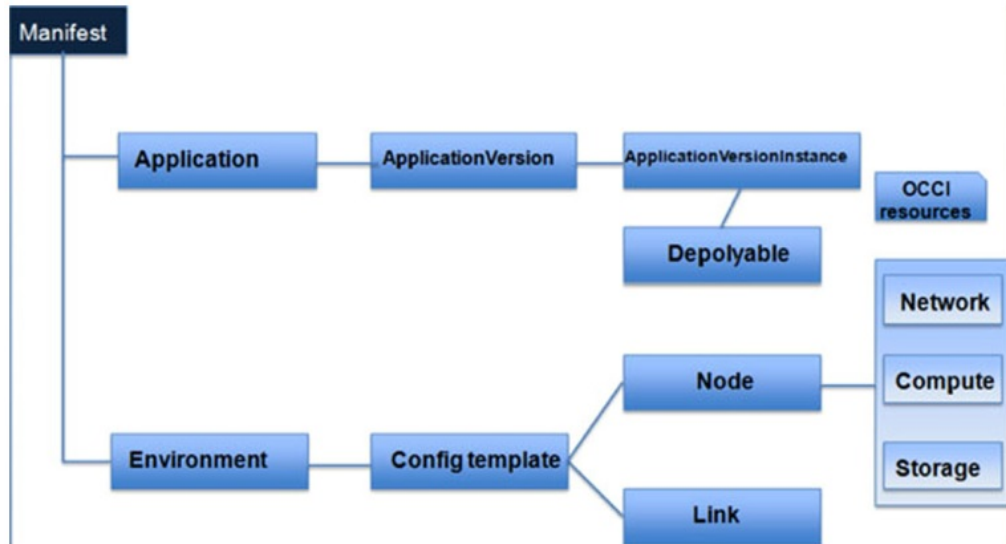 Manifest
Application
ApplicationVersion
ApplicationVersionInstance
OCCI
resources
Depolyable
Network
Node
Compute
Environment
Config template
Storage
Link